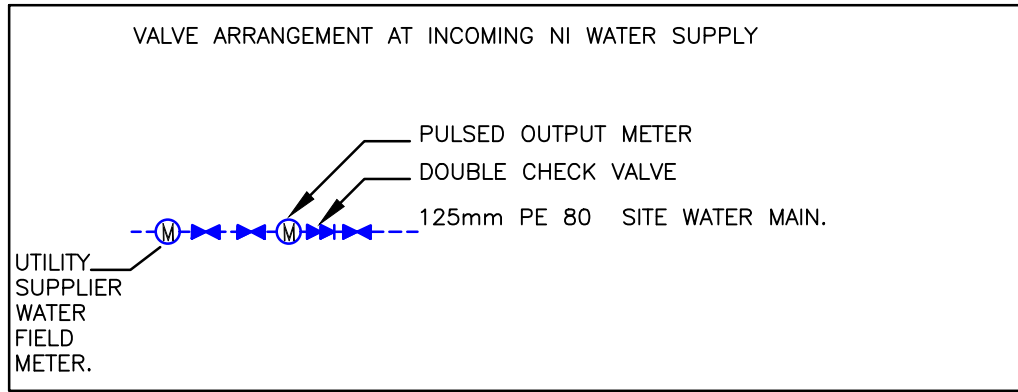 VALVE ARRANGEMENT AT INCOMING NI WATER SUPPLY
PULSED OUTPUT METER
DOUBLE CHECK VALVE
125mm PE 80 SITE WATER MAIN.
M
M
UTILITY
SUPPLIER
WATER
FIELD
METER.